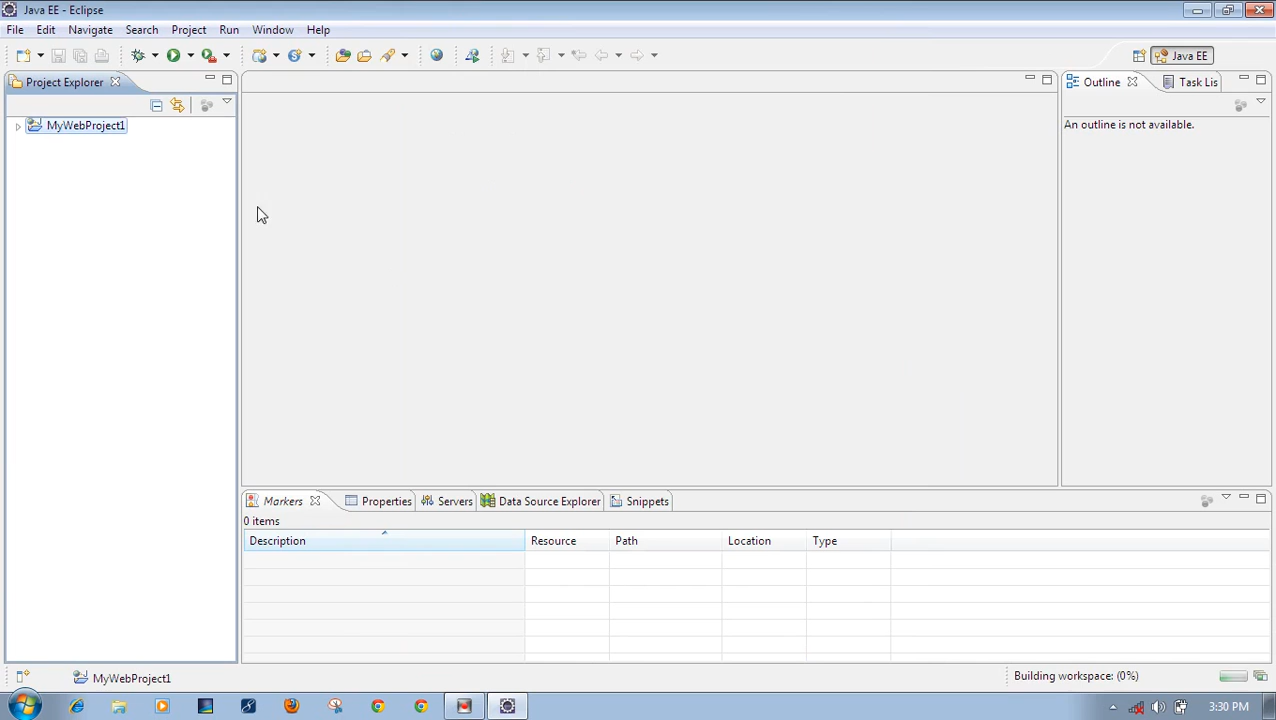 Java EE - Eclipse
File Edit Navigate Search Project Run Window Help
Java EE
Project Explorer
MyWebProject1
Outline Task Lis
An outline is not available.
Markers Properties Servers Data Source Explorer Snippets
0 items
Description Resource Path Location Type
MyWebProject1
Building workspace: (0%)
3:30 PM